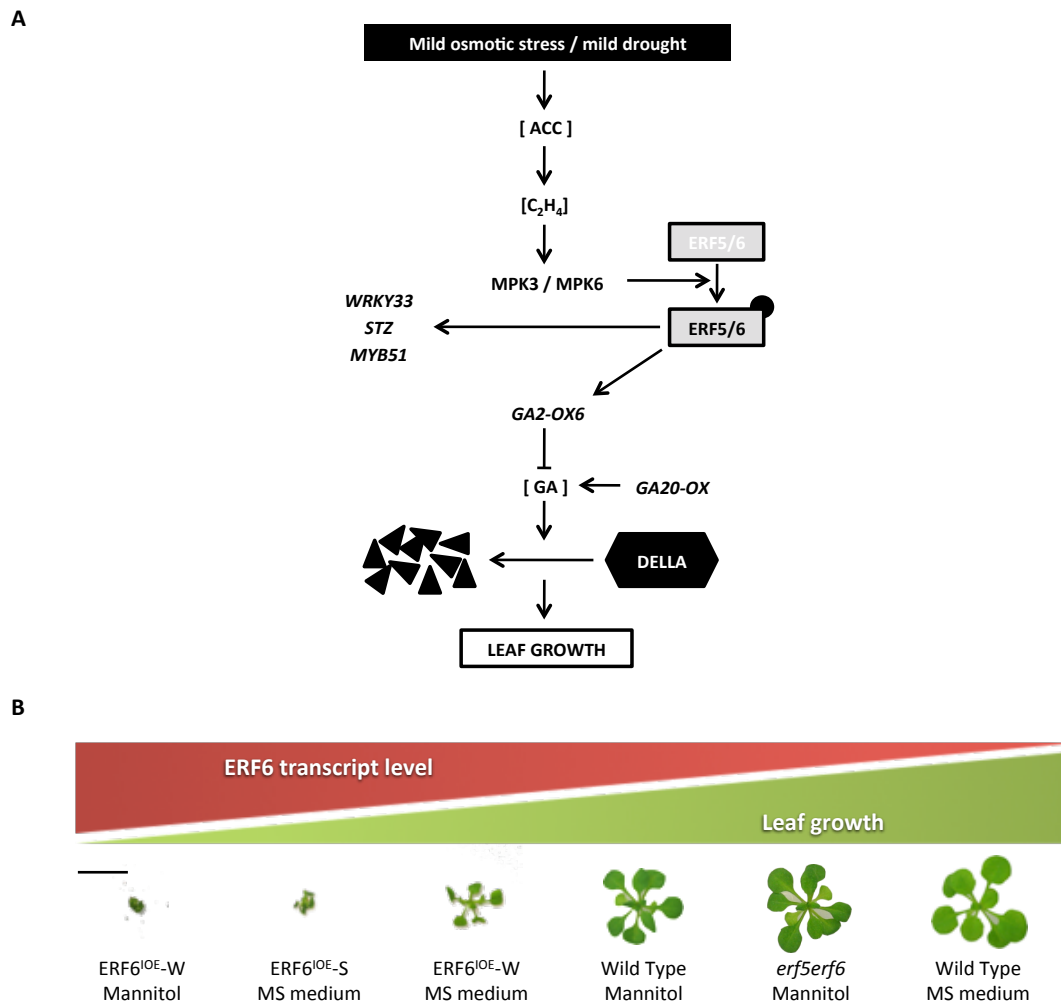 A
Mild osmotic stress / mild drought
[ ACC ]
[C₂H₄]
ERF5/6
MPK3 / MPK6
WRKY33
STZ
MYB51
ERF5/6
GA2-OX6
[ GA ]
GA20-OX
DELLA
LEAF GROWTH
B
ERF6 transcript level
Leaf growth
ERF6ᴵᴼᴱ-W
Mannitol
ERF6ᴵᴼᴱ-S
MS medium
ERF6ᴵᴼᴱ-W
MS medium
Wild Type
Mannitol
erf5erf6
Mannitol
Wild Type
MS medium